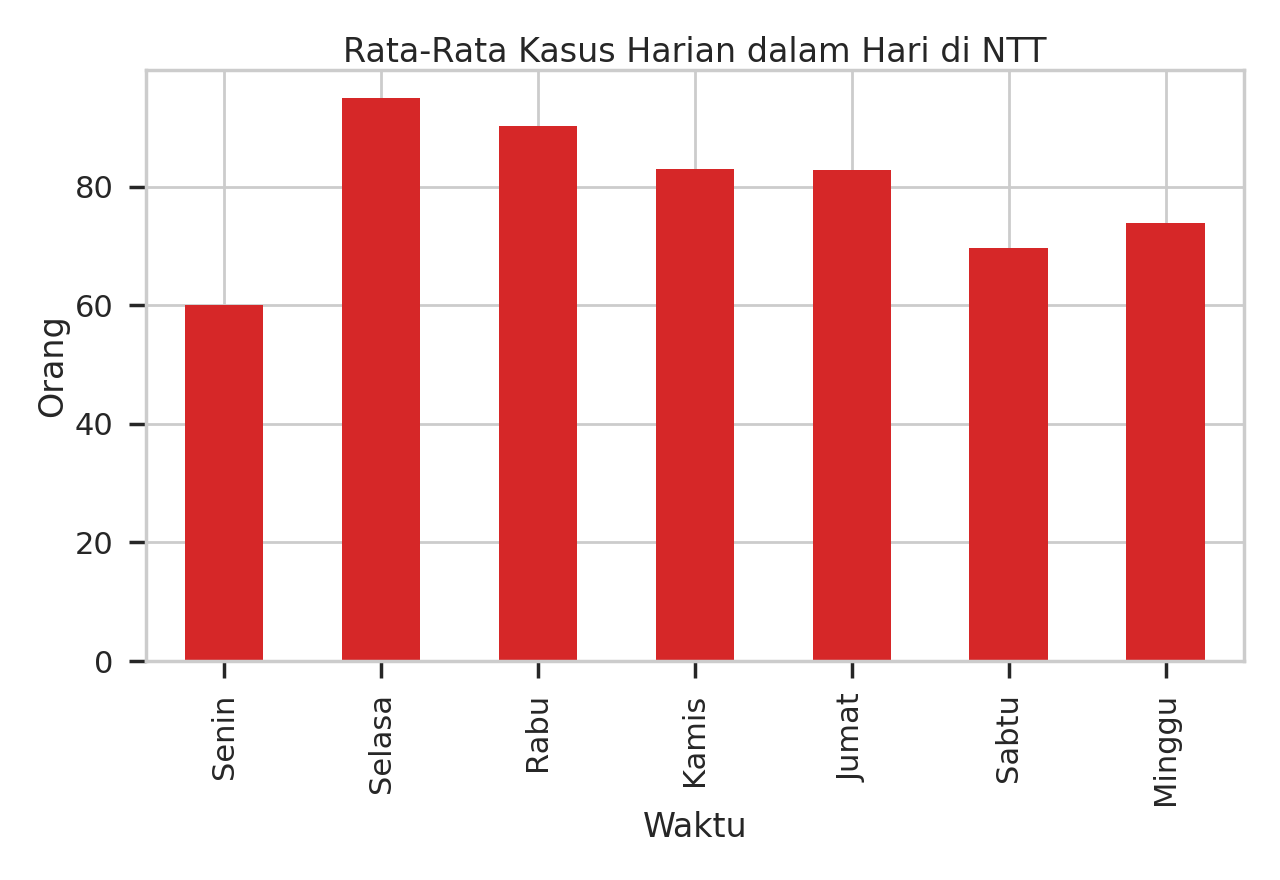 Rata-Rata Kasus Harian dalam Hari di NTT
Orang
80
60
40
20
0
Senin
Selasa
Rabu
Kamis
Jumat
Sabtu
Minggu
Waktu